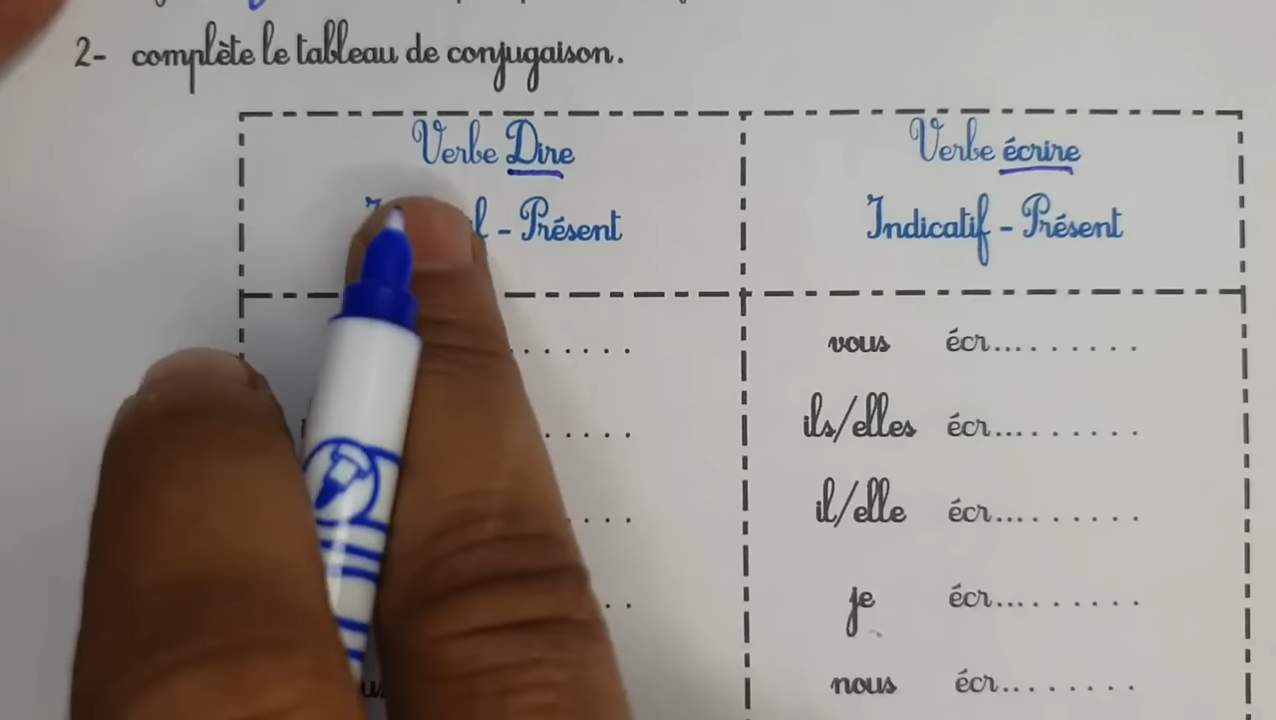 2- complète le tableau de conjugaison.
Verbe Dire
- Présent
Verbe écrire
Indicatif - Présent
vous écr.........
ils/elles écr.........
il/elle écr.........
je écr.........
nous écr........